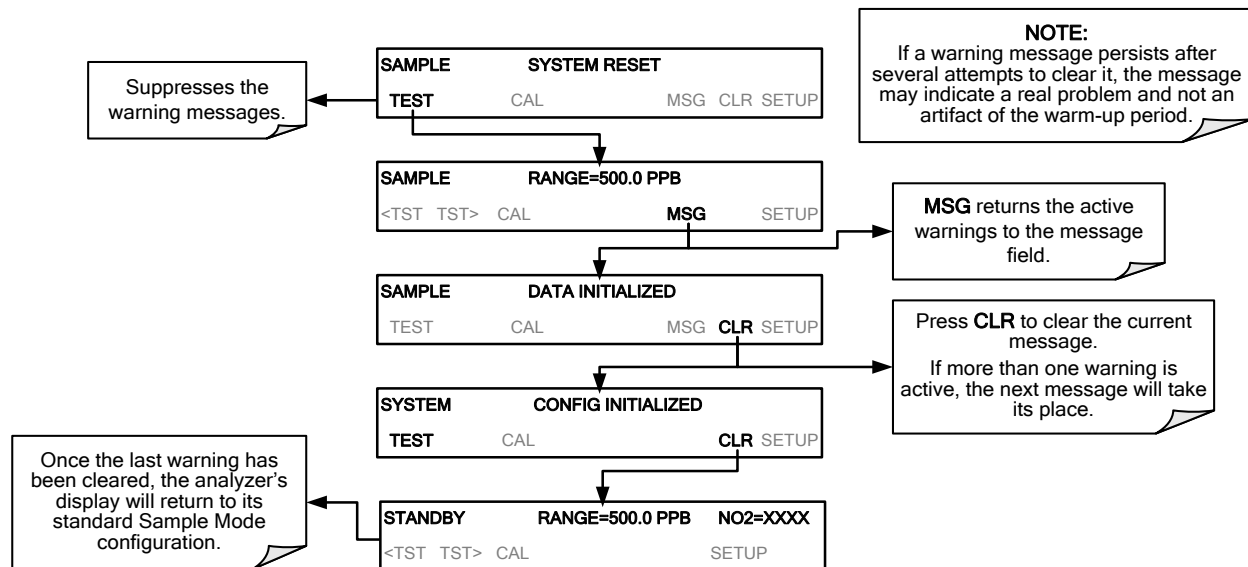 NOTE:
If a warning message persists after
several attempts to clear it, the message
may indicate a real problem and not an
artifact of the warm-up period.
Suppresses the
warning messages.
SAMPLE SYSTEM RESET
TEST CAL MSG CLR SETUP
SAMPLE RANGE=500.0 PPB
<TST TST> CAL MSG SETUP
MSG returns the active
warnings to the message
field.
SAMPLE DATA INITIALIZED
TEST CAL MSG CLR SETUP
Press CLR to clear the current
message.
If more than one warning is
active, the next message will take
its place.
SYSTEM CONFIG INITIALIZED
TEST CAL CLR SETUP
Once the last warning has
been cleared, the analyzer’s
display will return to its
standard Sample Mode
configuration.
STANDBY RANGE=500.0 PPB NO2=XXXX
<TST TST> CAL SETUP